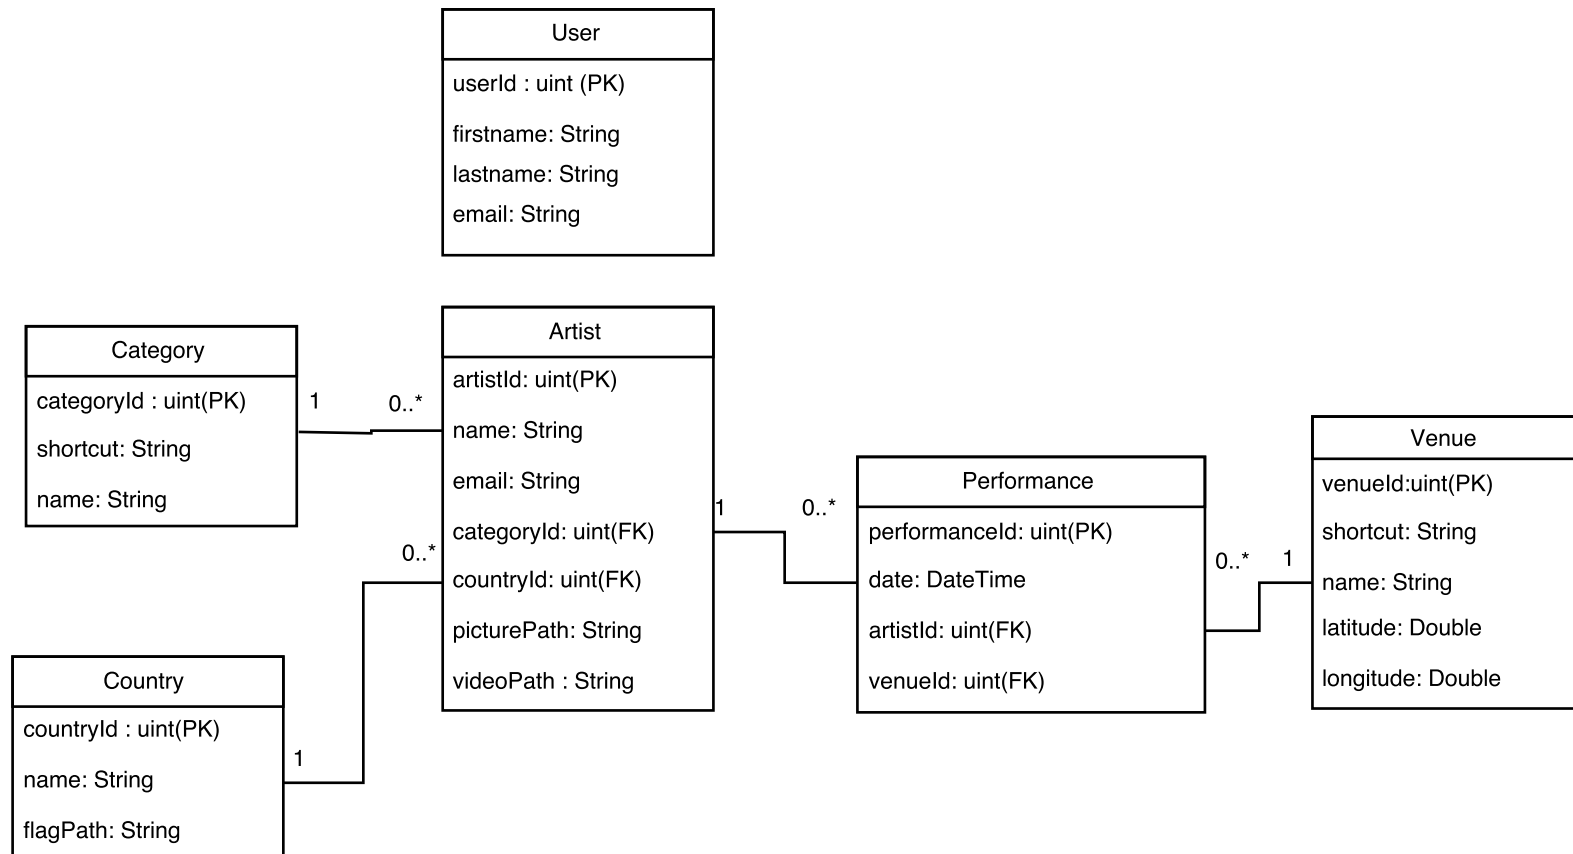 User
userId : uint (PK)
firstname: String
lastname: String
email: String
Category
categoryId : uint(PK)
shortcut: String
name: String
1
0..*
Artist
artistId: uint(PK)
name: String
email: String
categoryId: uint(FK)
countryId: uint(FK)
picturePath: String
videoPath : String
0..*
1
0..*
Performance
performanceId: uint(PK)
date: DateTime
artistId: uint(FK)
venueId: uint(FK)
0..*
1
Venue
venueId:uint(PK)
shortcut: String
name: String
latitude: Double
longitude: Double
Country
countryId : uint(PK)
name: String
flagPath: String
1